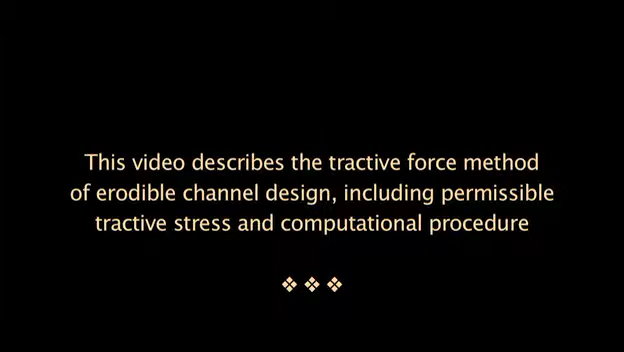 This video describes the tractive force method
of erodible channel design, including permissible
tractive stress and computational procedure
❖ ❖ ❖